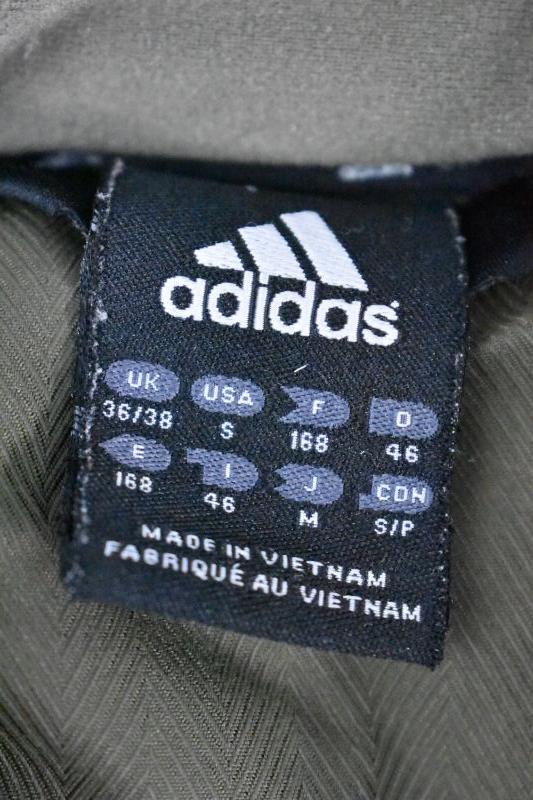 adidas
UK USA F D
36/38 S 168 46
E I J CDN
168 46 M S/P
MADE IN VIETNAM
FABRIQUÉ AU VIETNAM